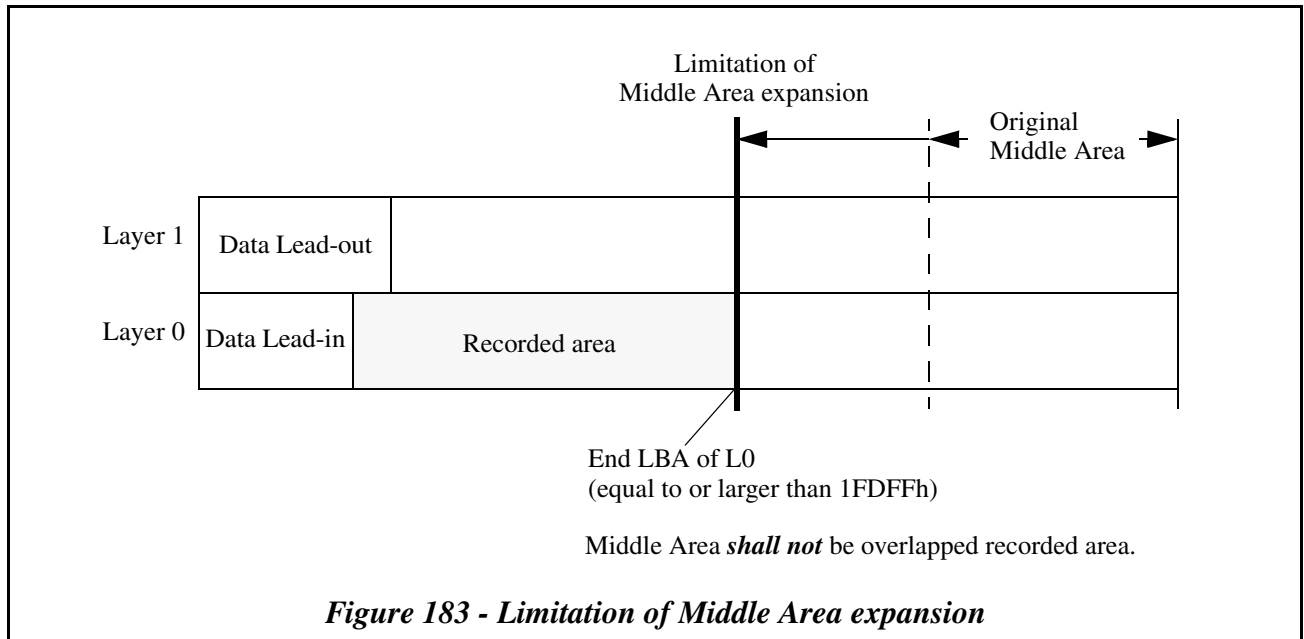 Limitation of
Middle Area expansion
Original
Middle Area
Layer 1
Data Lead-out
Layer 0
Data Lead-in
Recorded area
End LBA of L0
(equal to or larger than 1FDFFh)
Middle Area shall not be overlapped recorded area.
Figure 183 - Limitation of Middle Area expansion